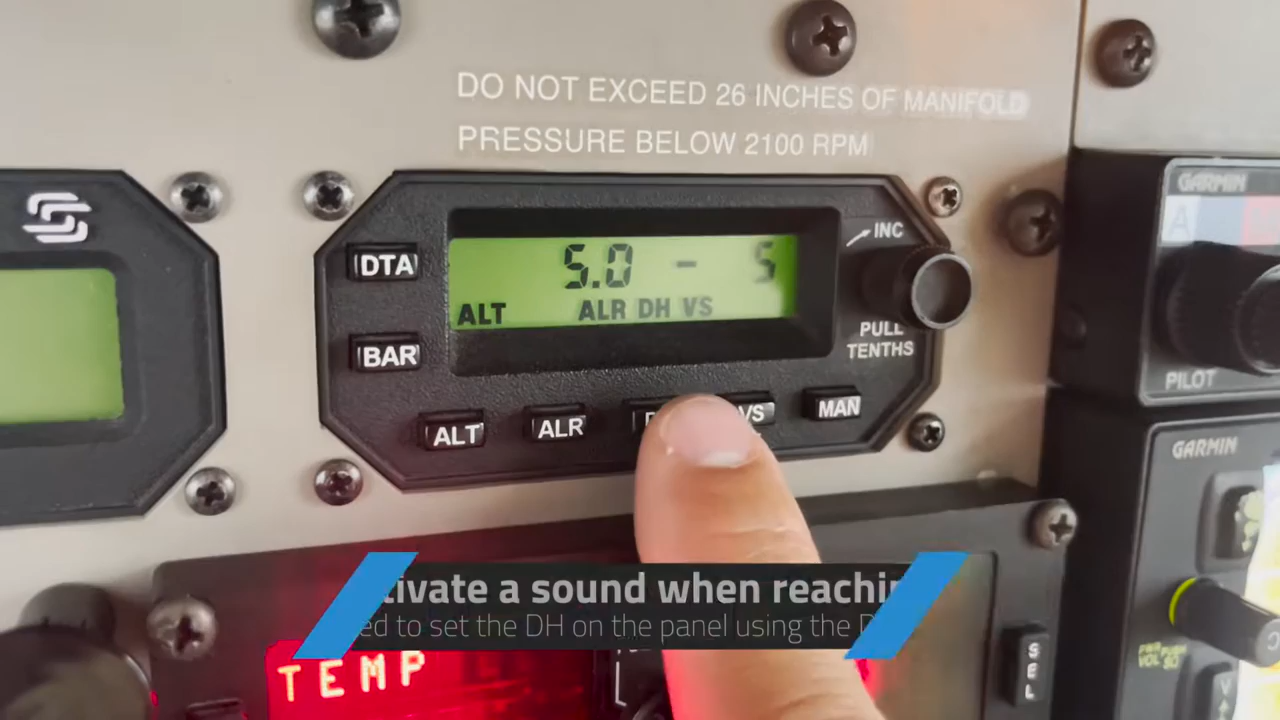 DO NOT EXCEED 26 INCHES OF MANIFOLD
PRESSURE BELOW 2100 RPM
GARMIN
INC
DTA
5.0 - 5
ALT ALR DH VS
BAR
PULL
TENTHS
PILOT
ALT ALR VS MAN
GARMIN
tivate a sound when reachin
ed to set the DH on the panel using the D
TEMP
SEL